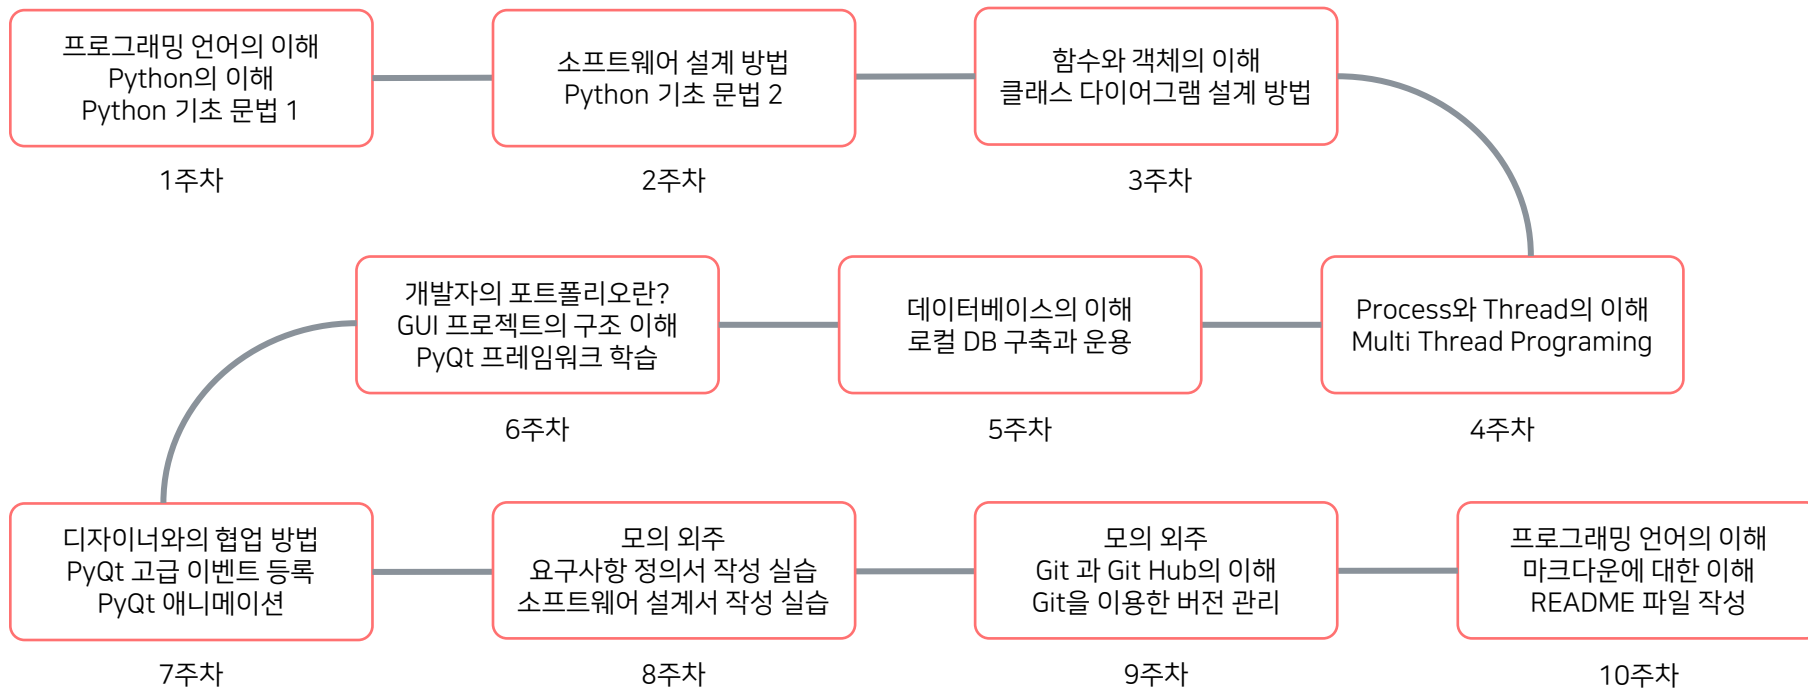 프로그래밍 언어의 이해
Python의 이해
Python 기초 문법 1
1주차
소프트웨어 설계 방법
Python 기초 문법 2
2주차
함수와 객체의 이해
클래스 다이어그램 설계 방법
3주차
Process와 Thread의 이해
Multi Thread Programing
4주차
데이터베이스의 이해
로컬 DB 구축과 운용
5주차
개발자의 포트폴리오란?
GUI 프로젝트의 구조 이해
PyQt 프레임워크 학습
6주차
디자이너와의 협업 방법
PyQt 고급 이벤트 등록
PyQt 애니메이션
7주차
모의 외주
요구사항 정의서 작성 실습
소프트웨어 설계서 작성 실습
8주차
모의 외주
Git 과 Git Hub의 이해
Git을 이용한 버전 관리
9주차
프로그래밍 언어의 이해
마크다운에 대한 이해
README 파일 작성
10주차